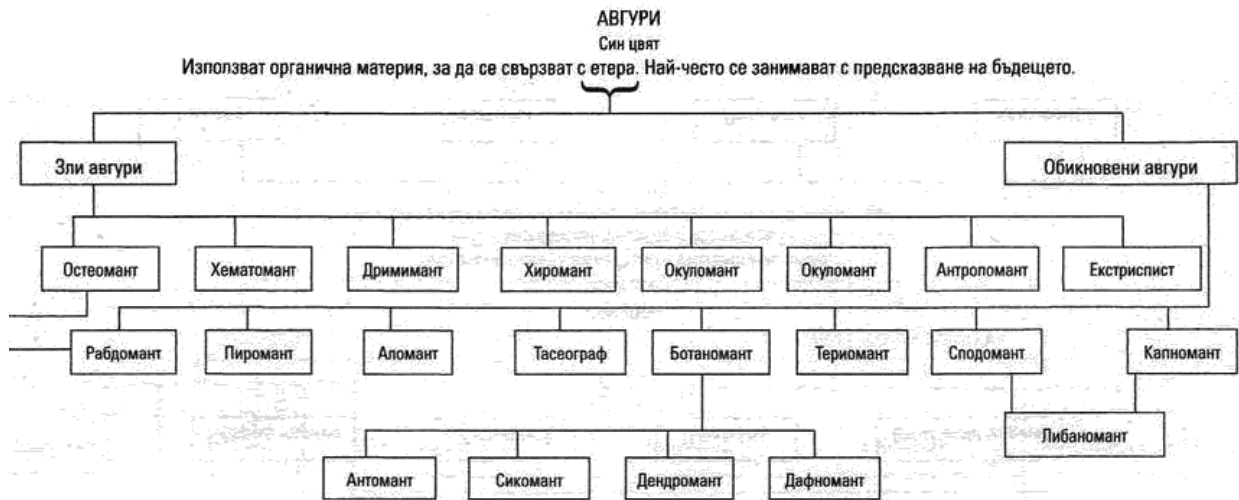 АВГУРИ
Син цвят
Използват органична материя, за да се свързват с етера. Най-често се занимават с предсказване на бъдещето.
Зли авгури
Обикновени авгури
Остеомант
Хематомант
Дримимант
Хиромант
Окуломант
Окуломант
Антропомант
Екстриспист
Рабдомант
Пиромант
Аломант
Тасеограф
Ботаномант
Териомант
Сподомант
Капномант
Либаномант
Антомант
Сикомант
Дендромант
Дафномант